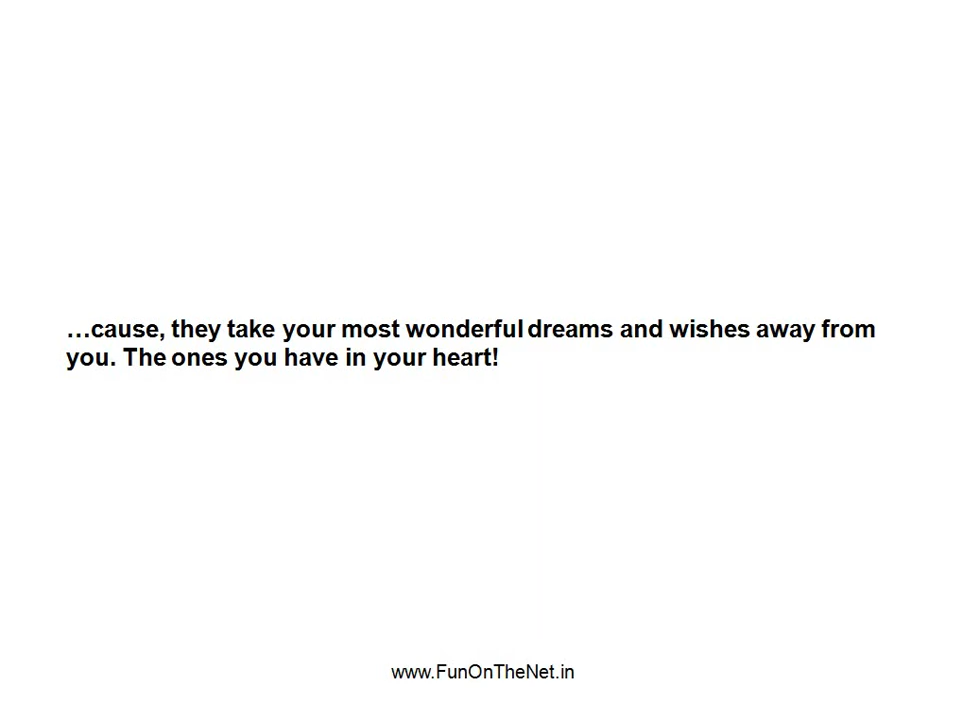 …cause, they take your most wonderful dreams and wishes away from
you. The ones you have in your heart!
www.FunOnTheNet.in